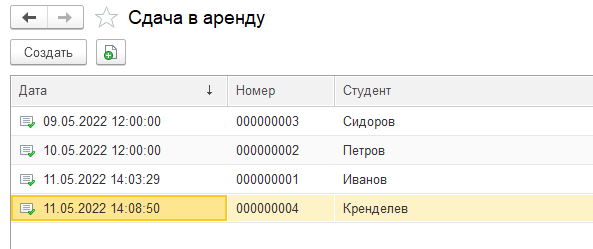 Сдача в аренду
Создать
Дата ↓ Номер Студент
09.05.2022 12:00:00 000000003 Сидоров
10.05.2022 12:00:00 000000002 Петров
11.05.2022 14:03:29 000000001 Иванов
11.05.2022 14:08:50 000000004 Кренделев